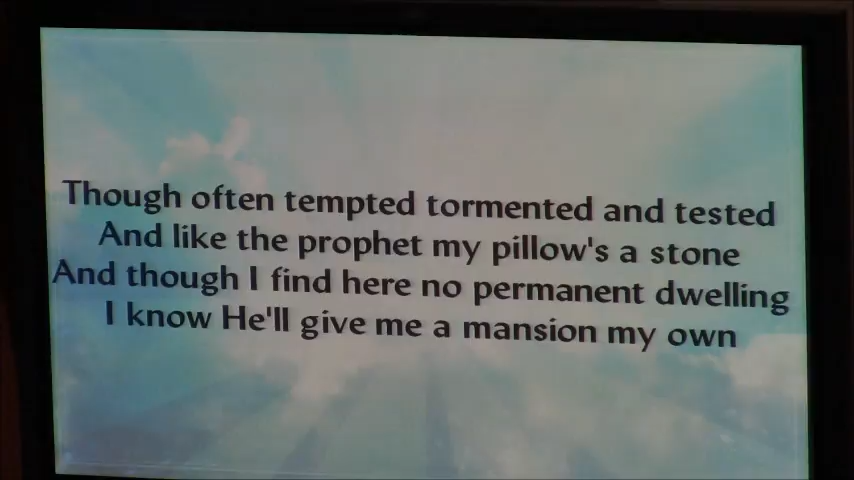 Though often tempted tormented and tested
And like the prophet my pillow's a stone
And though I find here no permanent dwelling
I know He'll give me a mansion my own